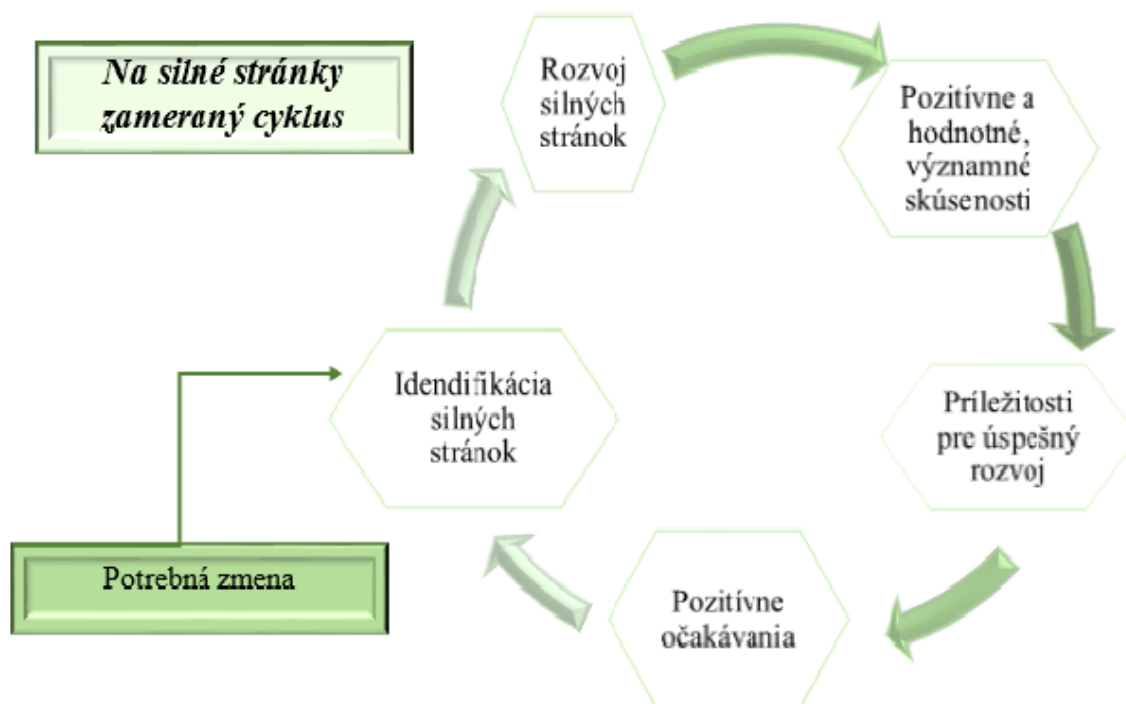 Na silné stránky
zameraný cyklus
Rozvoj
silných
stránok
Pozitívne a
hodnotné,
významné
skúsenosti
Príležitosti
pre úspešný
rozvoj
Pozitívne
očakávania
Idendifikácia
silných
stránok
Potrebná zmena